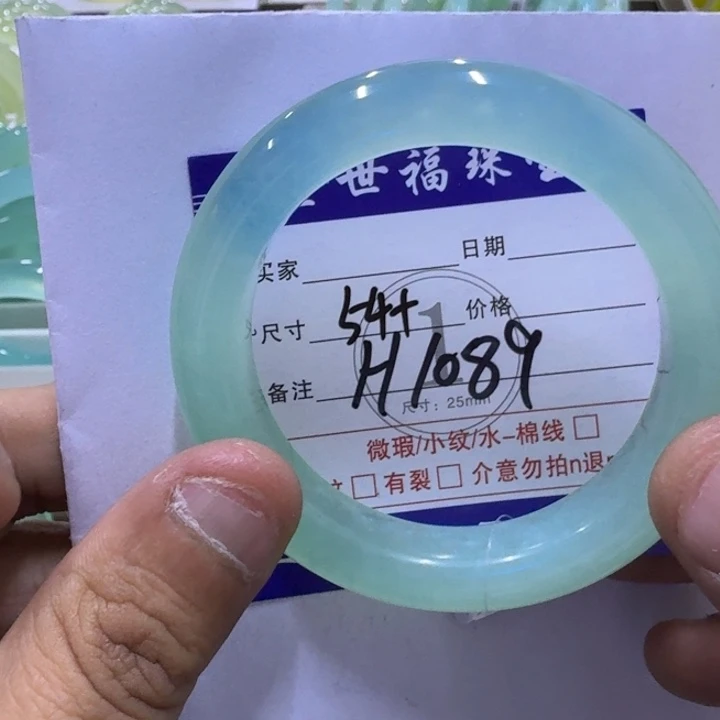 世福珠
买家 日期
尺寸 54+ 价格
备注 H1089
1
尺寸：25mm
微瑕/小纹/水-棉线 □
□ 有裂 □ 介意勿拍n退